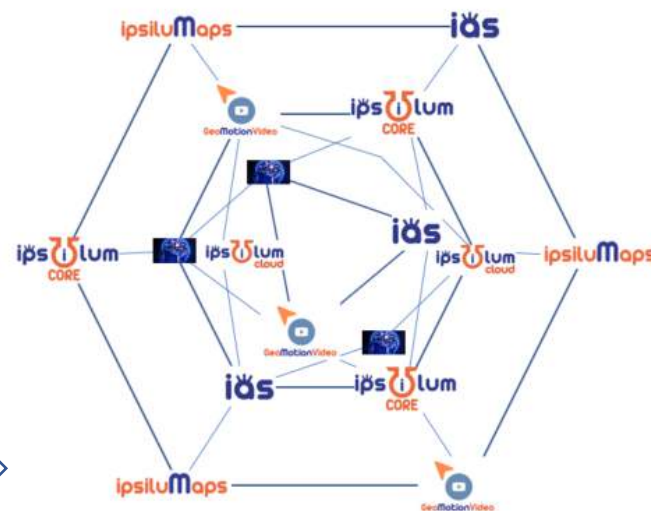 ipsiluMaps
ias
GeoMotionVideo
ipsilum
CORE
ias
ipsilum
CORE
ipsilum
cloud
ipsilum
cloud
ipsiluMaps
GeoMotionVideo
ias
ipsilum
CORE
ipsiluMaps
GeoMotionVideo